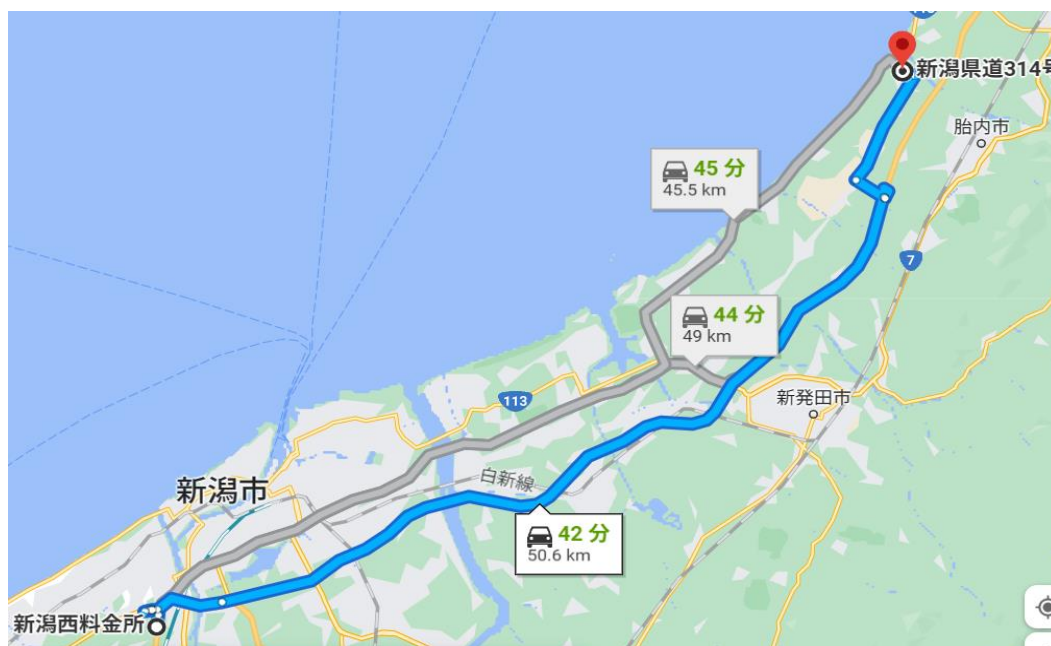 新潟県道314号
胎内市
45 分
45.5 km
7
44 分
49 km
新発田市
113
白新線
新潟市
42 分
50.6 km
新潟西料金所